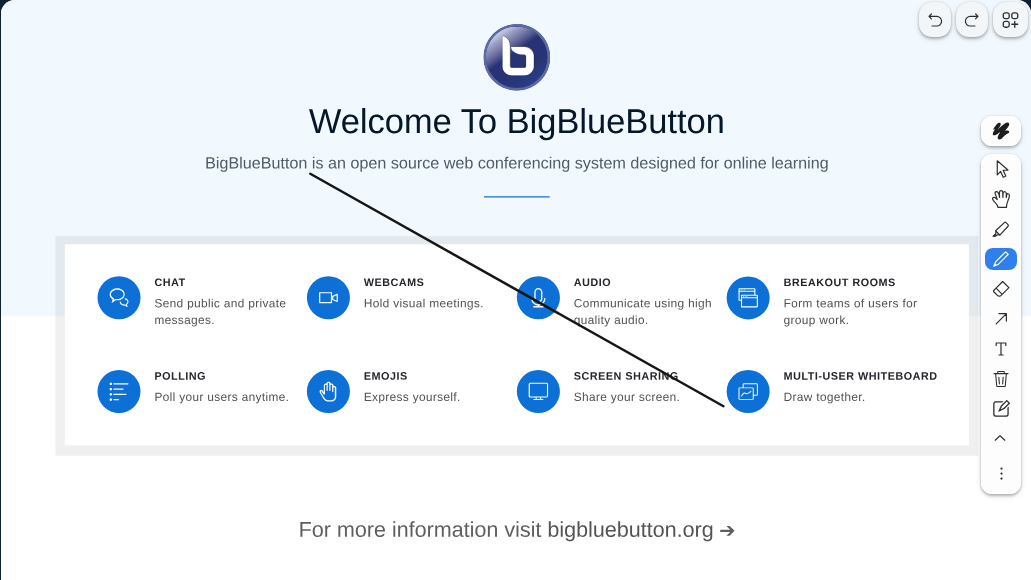 Welcome To BigBlueButton
BigBlueButton is an open source web conferencing system designed for online learning
CHAT
Send public and private
messages.
WEBCAMS
Hold visual meetings.
AUDIO
Communicate using high
quality audio.
BREAKOUT ROOMS
Form teams of users for
group work.
POLLING
Poll your users anytime.
EMOJIS
Express yourself.
SCREEN SHARING
Share your screen.
MULTI-USER WHITEBOARD
Draw together.
For more information visit bigbluebutton.org ➔